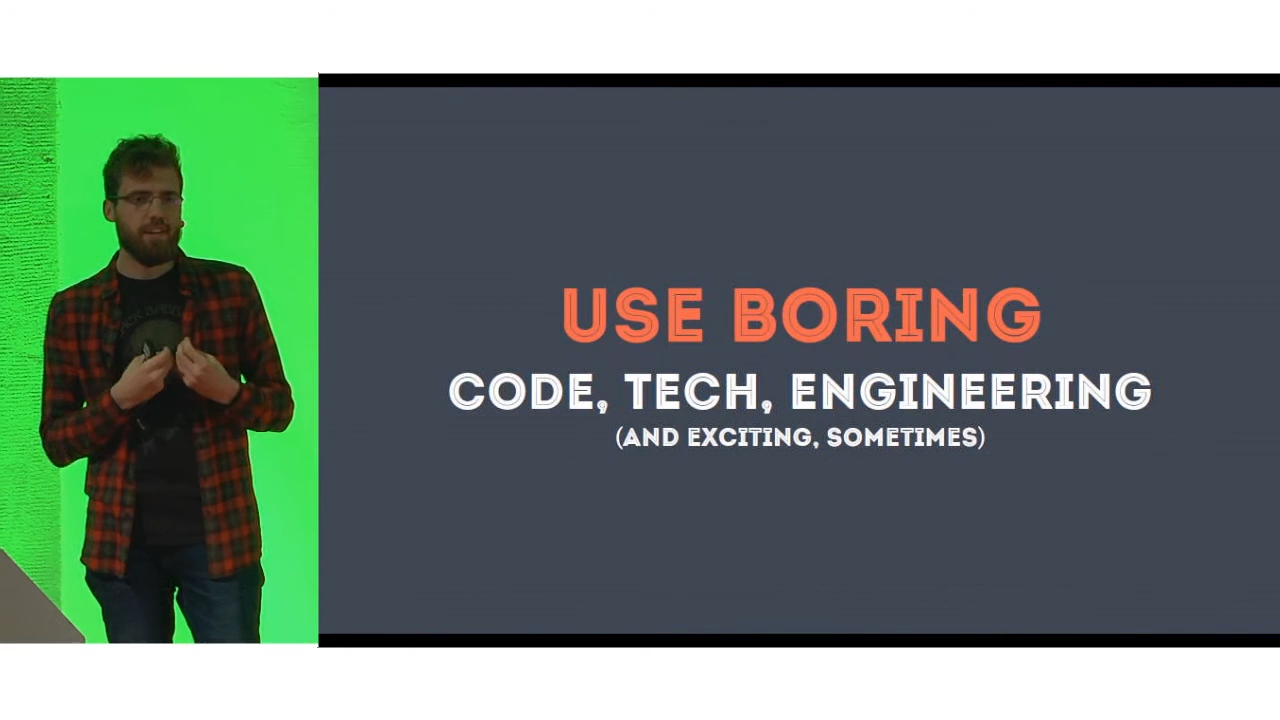 USE BORING
CODE, TECH, ENGINEERING
(AND EXCITING, SOMETIMES)